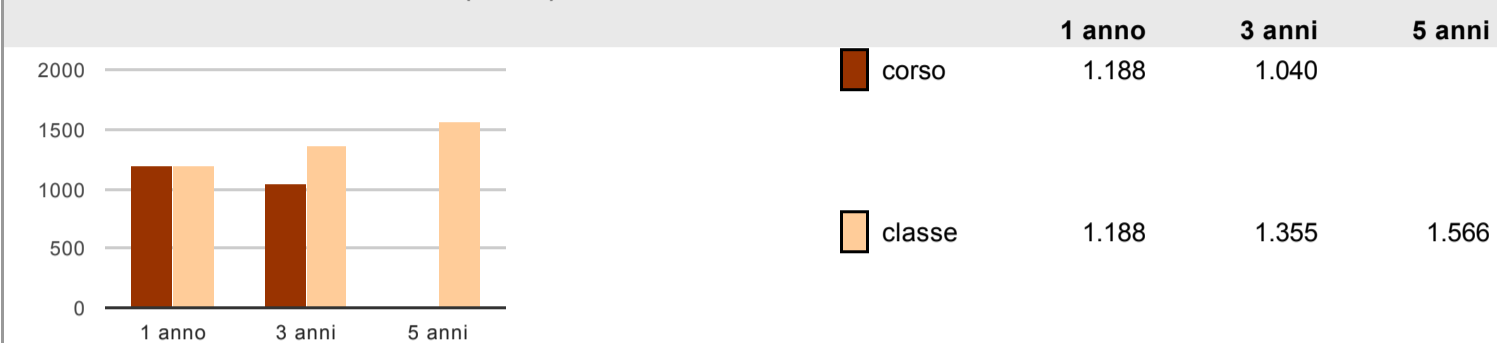 1 anno 3 anni 5 anni
2000
1500
1000
500
0
1 anno 3 anni 5 anni
corso 1.188 1.040
classe 1.188 1.355 1.566